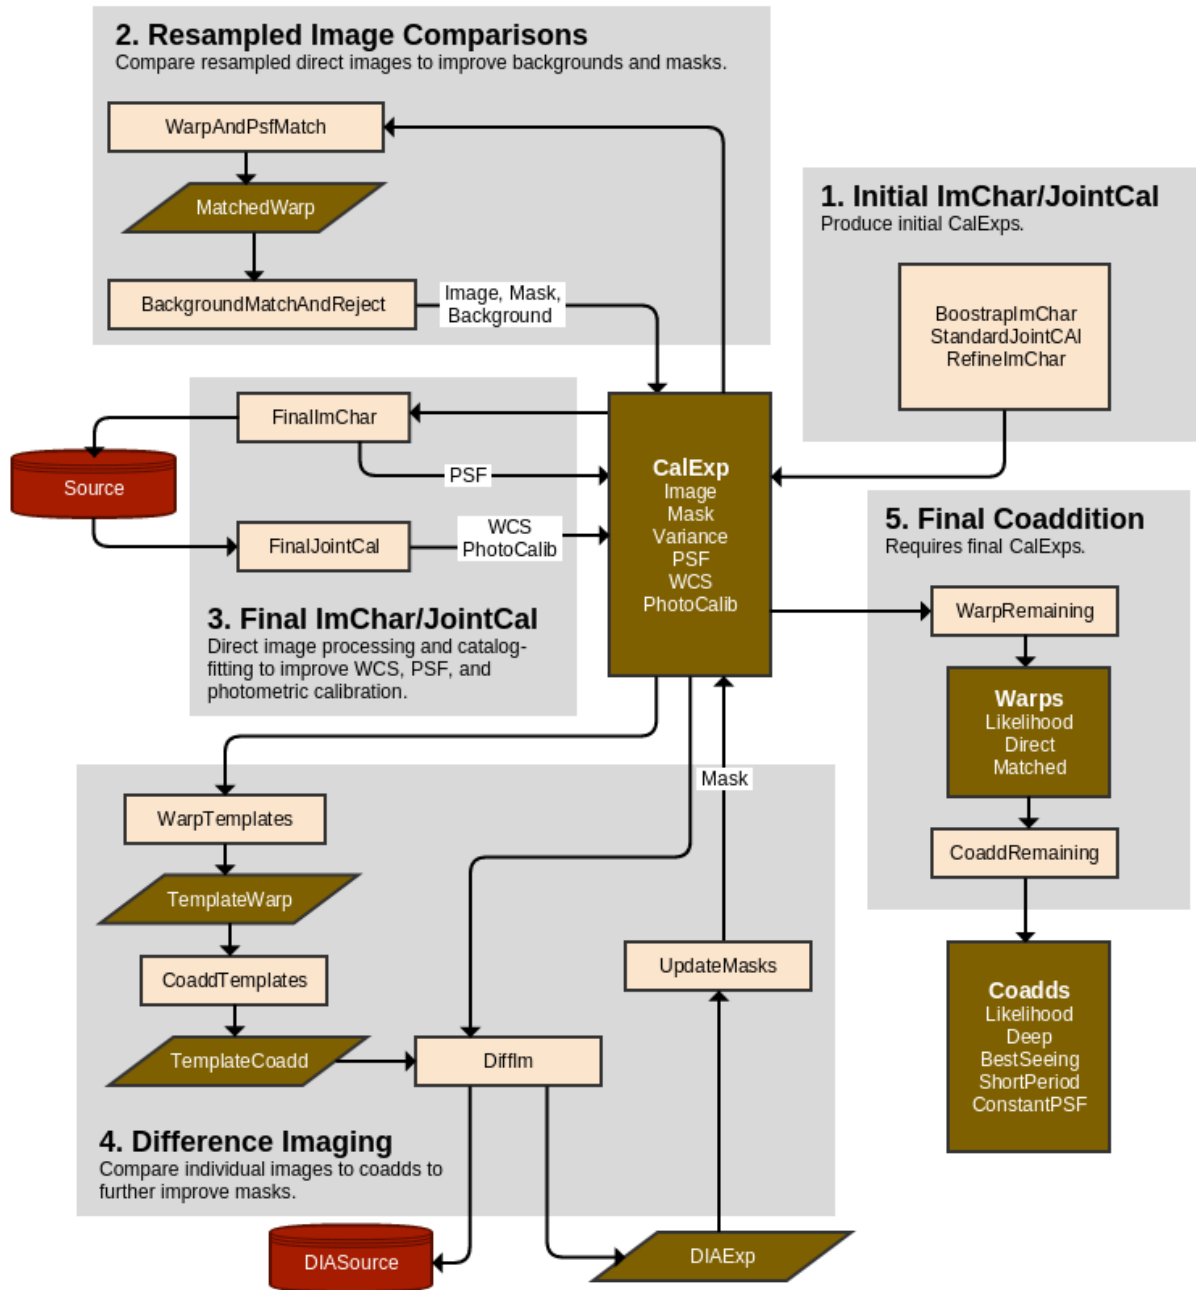 2. Resampled Image Comparisons
Compare resampled direct images to improve backgrounds and masks.
WarpAndPsfMatch
MatchedWarp
BackgroundMatchAndReject
Image, Mask,
Background
1. Initial ImChar/JointCal
Produce initial CalExps.
BoostrapImChar
StandardJointCAl
RefineImChar
FinalImChar
Source
PSF
FinalJointCal
WCS
PhotoCalib
3. Final ImChar/JointCal
Direct image processing and catalog-
fitting to improve WCS, PSF, and
photometric calibration.
CalExp
Image
Mask
Variance
PSF
WCS
PhotoCalib
5. Final Coaddition
Requires final CalExps.
WarpRemaining
Warps
Likelihood
Direct
Matched
CoaddRemaining
Coadds
Likelihood
Deep
BestSeeing
ShortPeriod
ConstantPSF
Mask
WarpTemplates
TemplateWarp
CoaddTemplates
TemplateCoadd
DiffIm
UpdateMasks
4. Difference Imaging
Compare individual images to coadds to
further improve masks.
DIASource
DIAExp